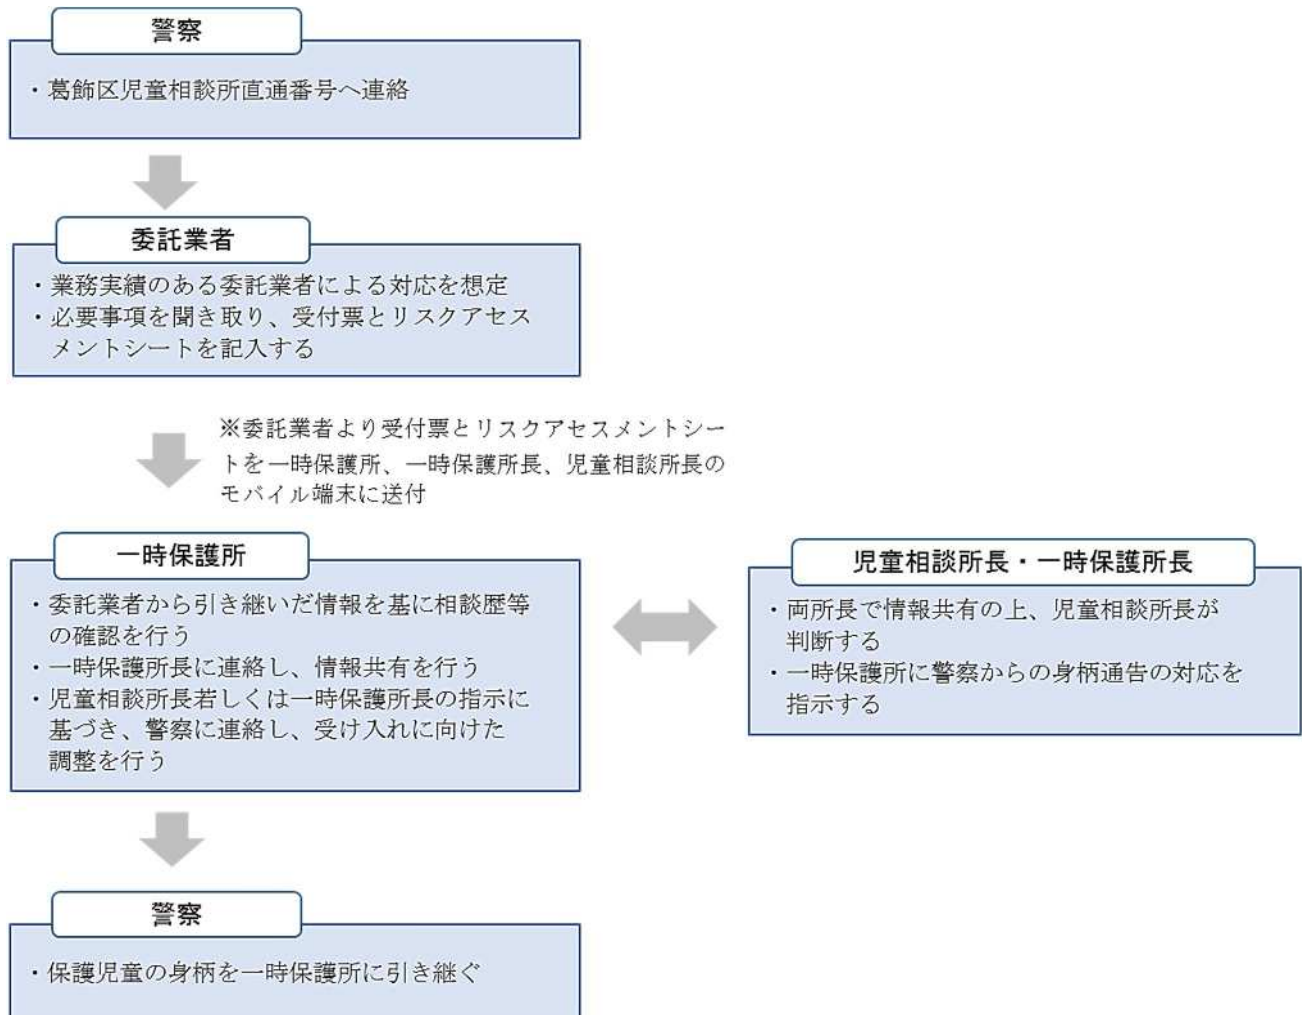 警察
・葛飾区児童相談所直通番号へ連絡
委託業者
・業務実績のある委託業者による対応を想定
・必要事項を聞き取り、受付票とリスクアセス
メントシートを記入する
※委託業者より受付票とリスクアセスメントシー
トを一時保護所、一時保護所長、児童相談所長の
モバイル端末に送付
一時保護所
・委託業者から引き継いだ情報を基に相談歴等
の確認を行う
・一時保護所長に連絡し、情報共有を行う
・児童相談所長若しくは一時保護所長の指示に
基づき、警察に連絡し、受け入れに向けた
調整を行う
児童相談所長・一時保護所長
・両所長で情報共有の上、児童相談所長が
判断する
・一時保護所に警察からの身柄通告の対応を
指示する
警察
・保護児童の身柄を一時保護所に引き継ぐ